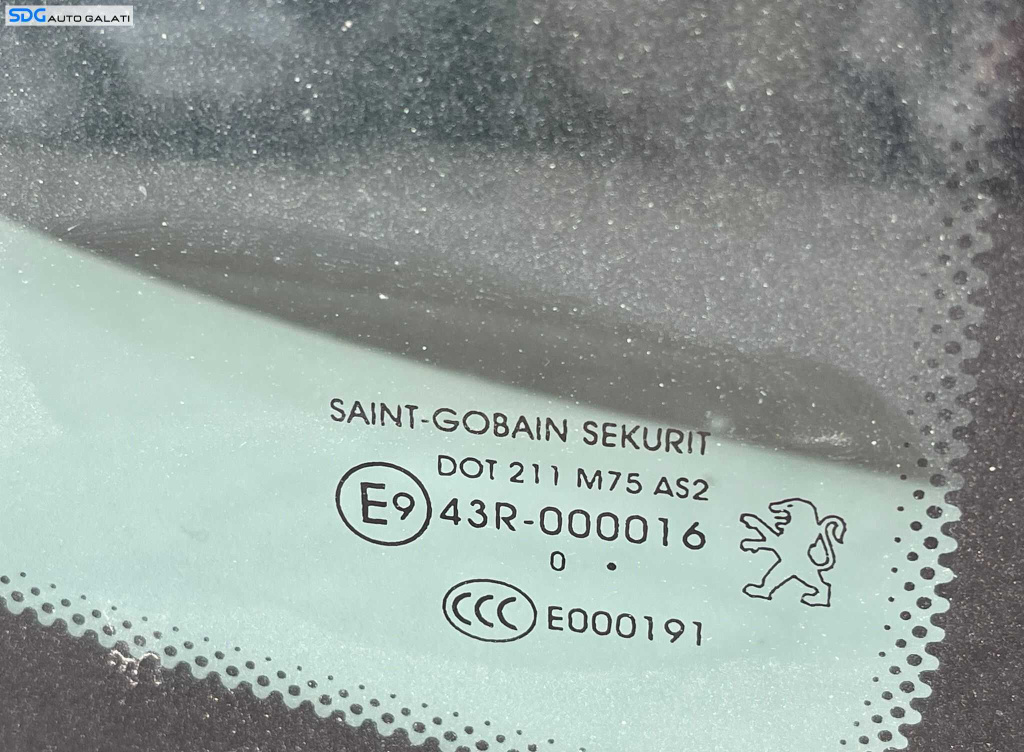 SDG AUTO GALATI
SAINT-GOBAIN SEKURIT
DOT 211 M75 AS2
E9 43R-000016
0 .
CCC E000191